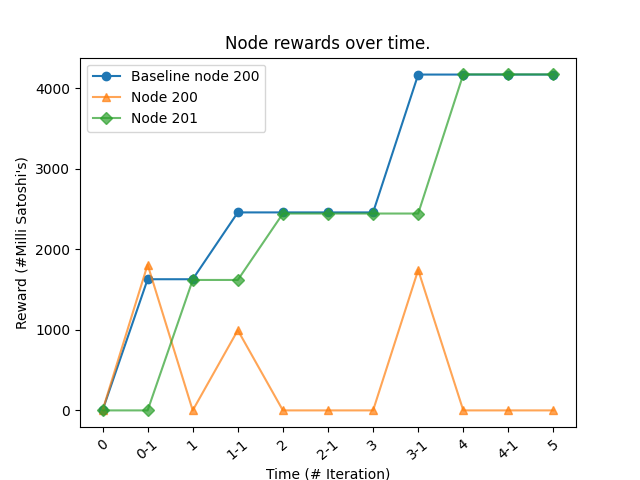 Node rewards over time.
Baseline node 200
Node 200
Node 201
Reward (#Milli Satoshi's)
4000
3000
2000
1000
0
0 0-1 1 1-1 2 2-1 3 3-1 4 4-1 5
Time (# Iteration)